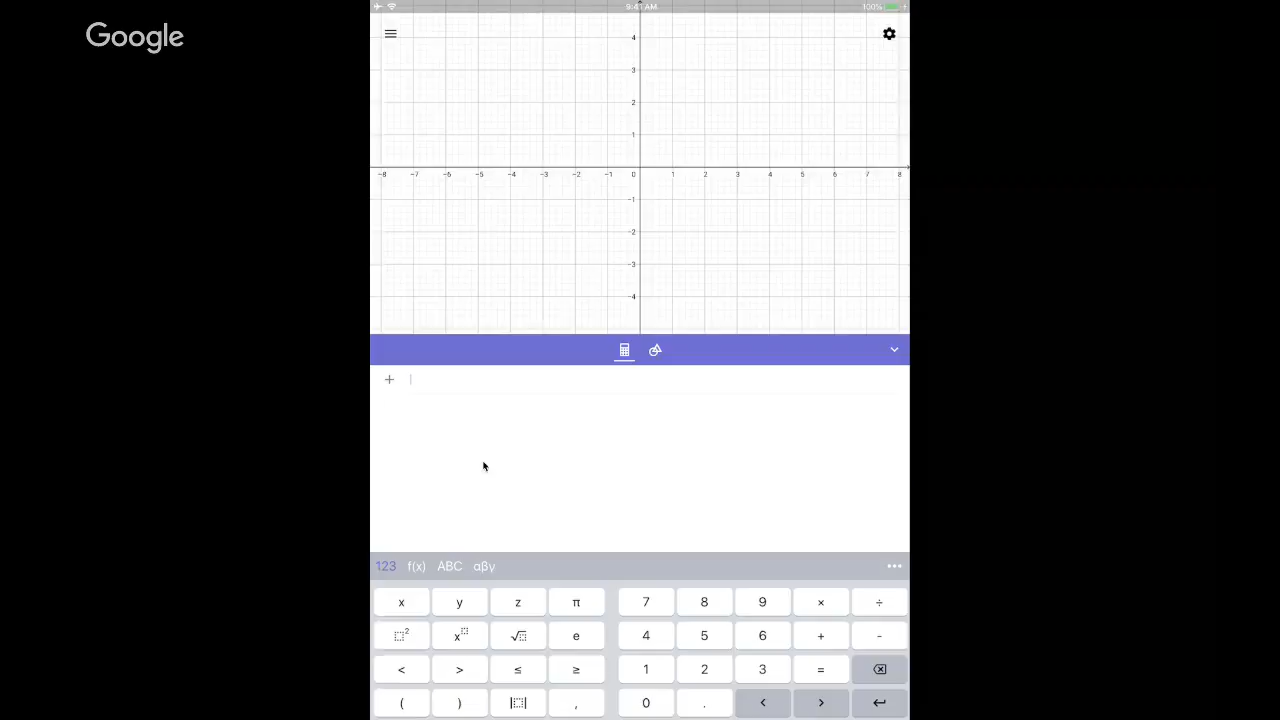 Google
9:41 AM
100%
4
3
2
1
-8 -7 -5 -5 -4 -3 -2 -1 0 1 2 3 4 5 6 7 8
-1
-2
-3
-4
+
123 f(x) ABC αβγ •••
x y z π 7 8 9 × ÷
2 x √ e 4 5 6 + -
< > ≤ ≥ 1 2 3 =
( ) | | , 0 . < >